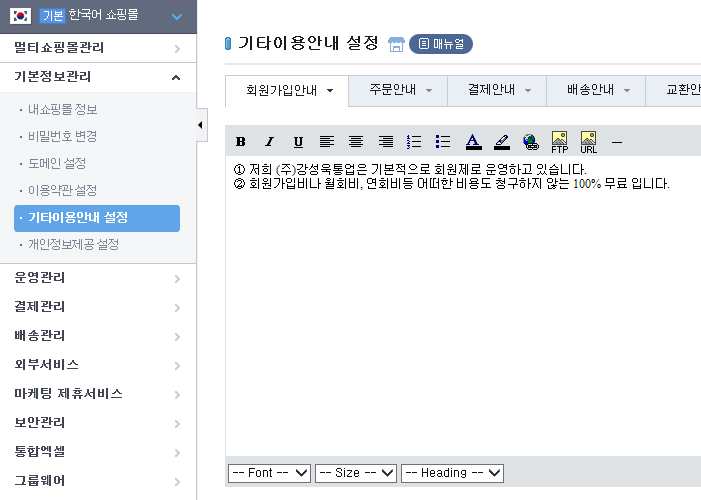 기본 한국어 쇼핑몰
멀티쇼핑몰관리
기본정보관리
· 내쇼핑몰 정보
· 비밀번호 변경
· 도메인 설정
· 이용약관 설정
· 기타이용안내 설정
· 개인정보제공 설정
운영관리
결제관리
배송관리
외부서비스
마케팅 제휴서비스
보안관리
통합엑셀
그룹웨어
기타이용안내 설정 매뉴얼
회원가입안내 주문안내 결제안내 배송안내 교환안
B I U A FTP URL
① 저희 (주)강성욱통업은 기본적으로 회원제로 운영하고 있습니다.
② 회원가입비나 월회비, 연회비등 어떠한 비용도 청구하지 않는 100% 무료 입니다.
-- Font -- -- Size -- -- Heading --